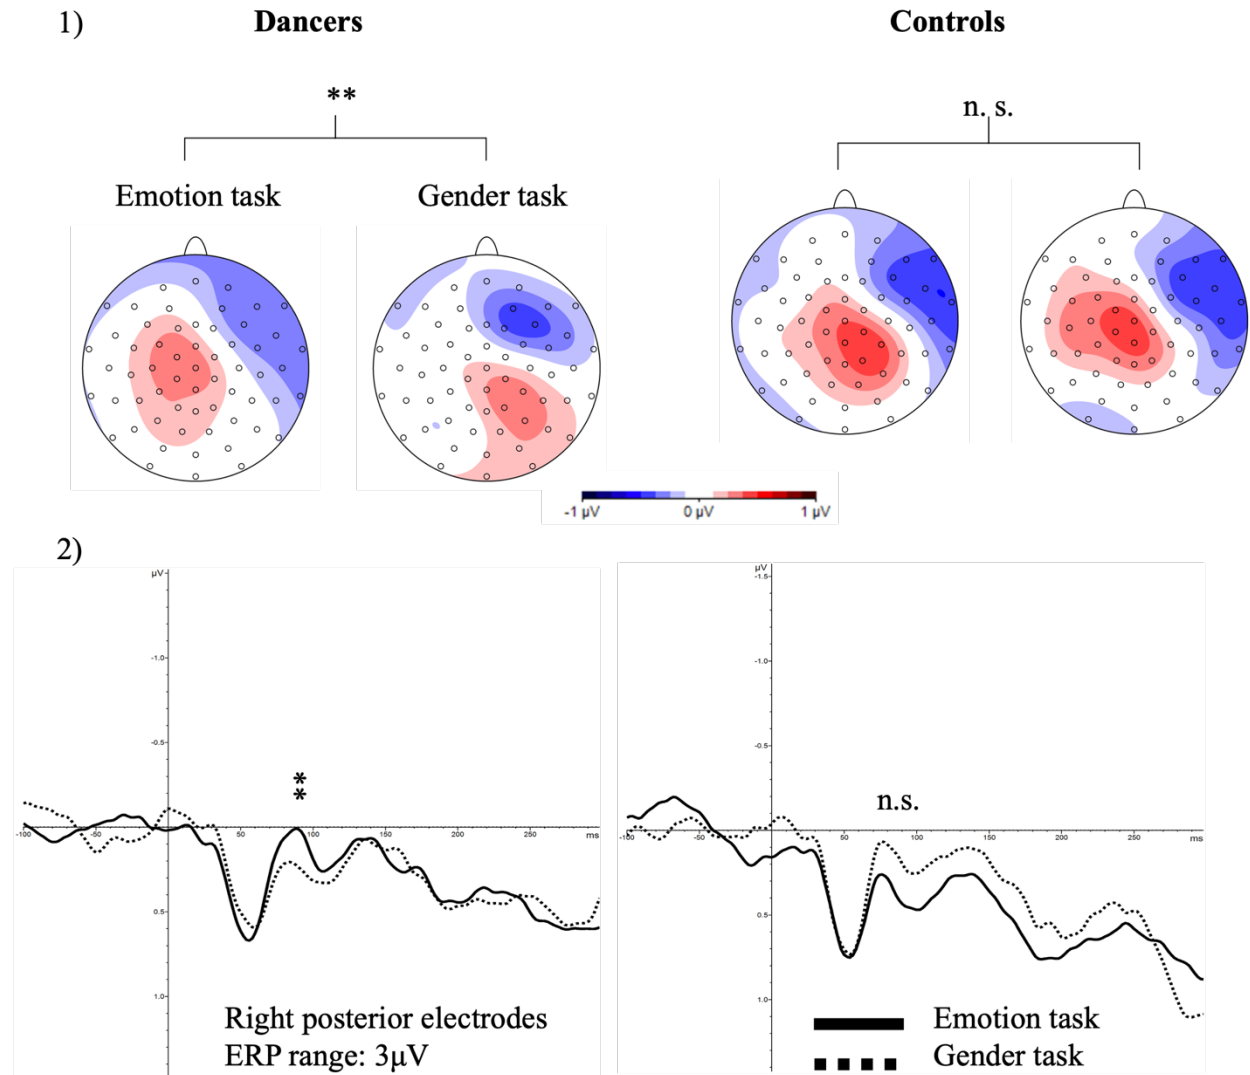 1)
Dancers
Controls
**
n. s.
Emotion task
Gender task
-1 µV
0 µV
1 µV
2)
µV
-1.0
-0.5
-100
-50
50
100
150
200
250
ms
0.5
1.0
*
*
Right posterior electrodes
ERP range: 3µV
µV
-1.5
-1.0
-0.5
n.s.
-100
-50
50
100
150
200
250
ms
0.5
1.0
Emotion task
Gender task